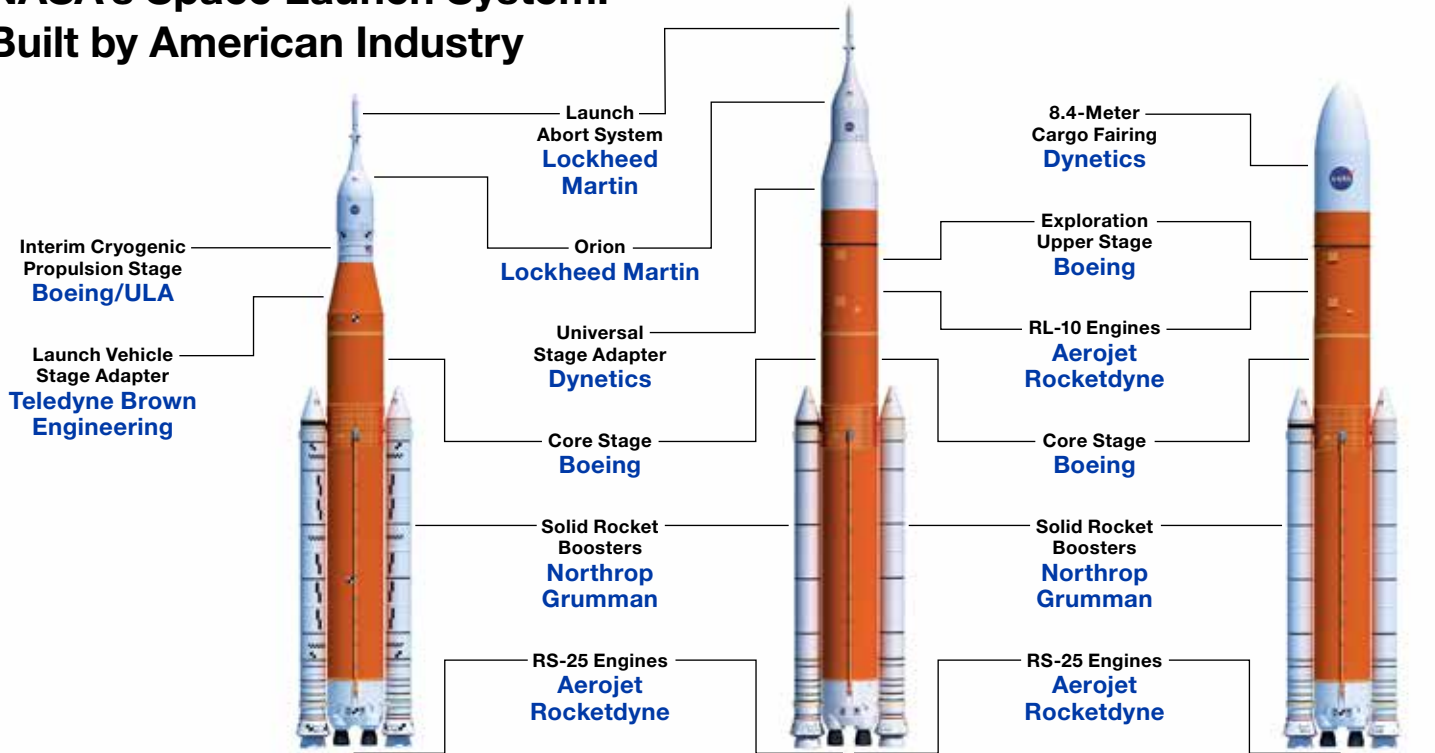 NASA's Space Launch System:
Built by American Industry
Launch
Abort System
Lockheed
Martin
8.4-Meter
Cargo Fairing
Dynetics
Interim Cryogenic
Propulsion Stage
Boeing/ULA
Orion
Lockheed Martin
Exploration
Upper Stage
Boeing
Launch Vehicle
Stage Adapter
Teledyne Brown
Engineering
Universal
Stage Adapter
Dynetics
RL-10 Engines
Aerojet
Rocketdyne
Core Stage
Boeing
Core Stage
Boeing
Solid Rocket
Boosters
Northrop
Grumman
Solid Rocket
Boosters
Northrop
Grumman
RS-25 Engines
Aerojet
Rocketdyne
RS-25 Engines
Aerojet
Rocketdyne
NASA